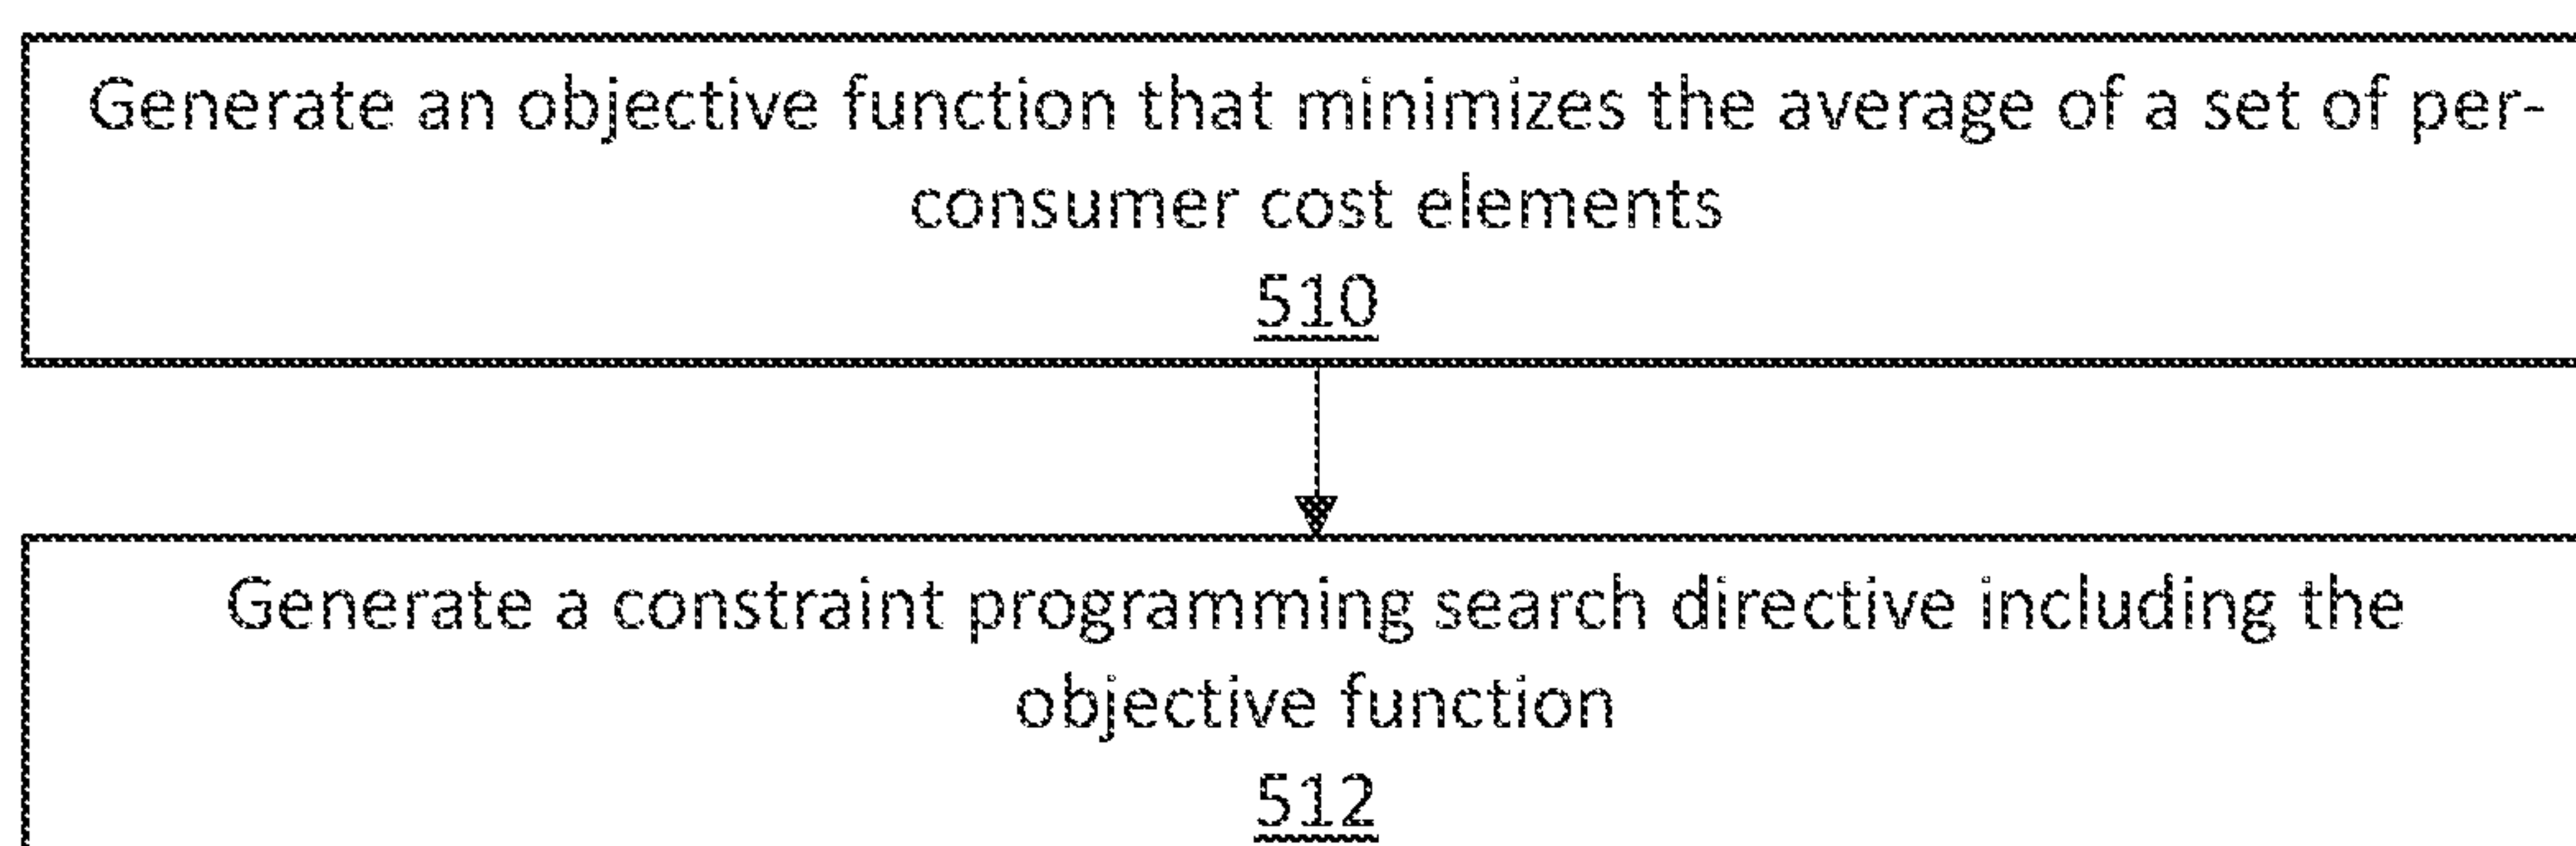 Generate an objective function that minimizes the average of a set of per-
consumer cost elements
510
Generate a constraint programming search directive including the
objective function
512